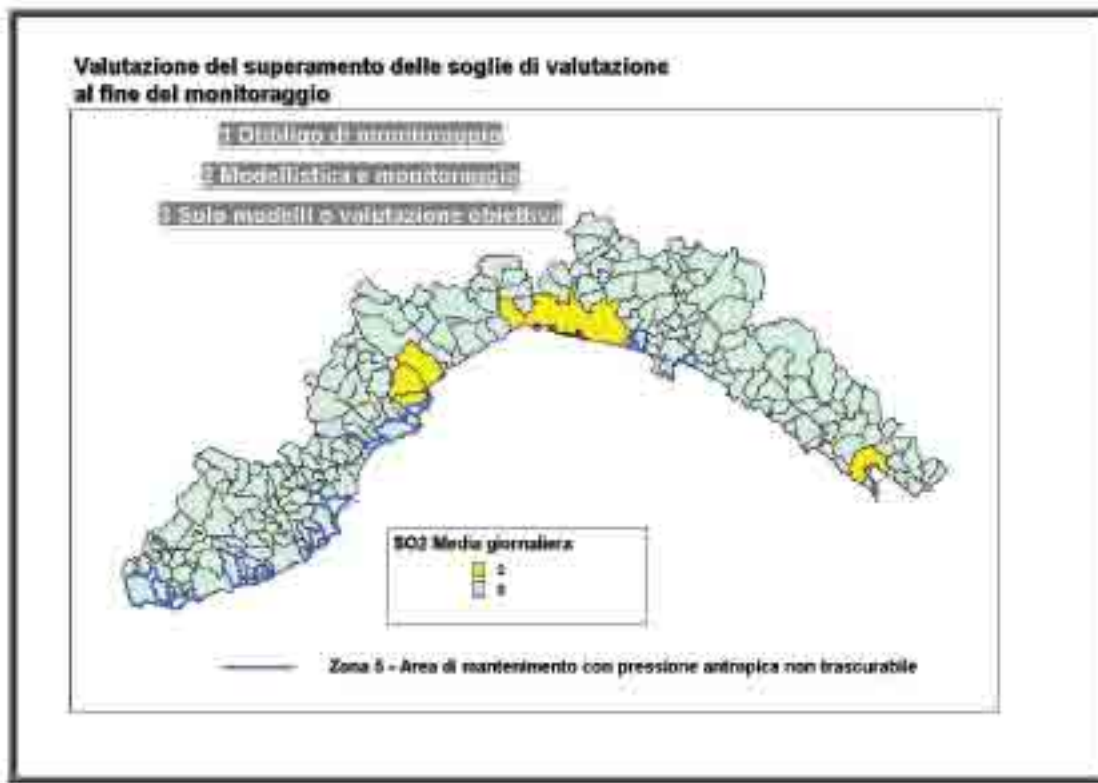 Valutazione del superamento delle soglie di valutazione
al fine del monitoraggio
1 Obbligo di monitoraggio
2 Modellistica e monitoraggio
3 Solo modelli o valutazione obiettiva
SO2 Media giornaliera
Zona 5 - Area di mantenimento con pressione antropica non trascurabile